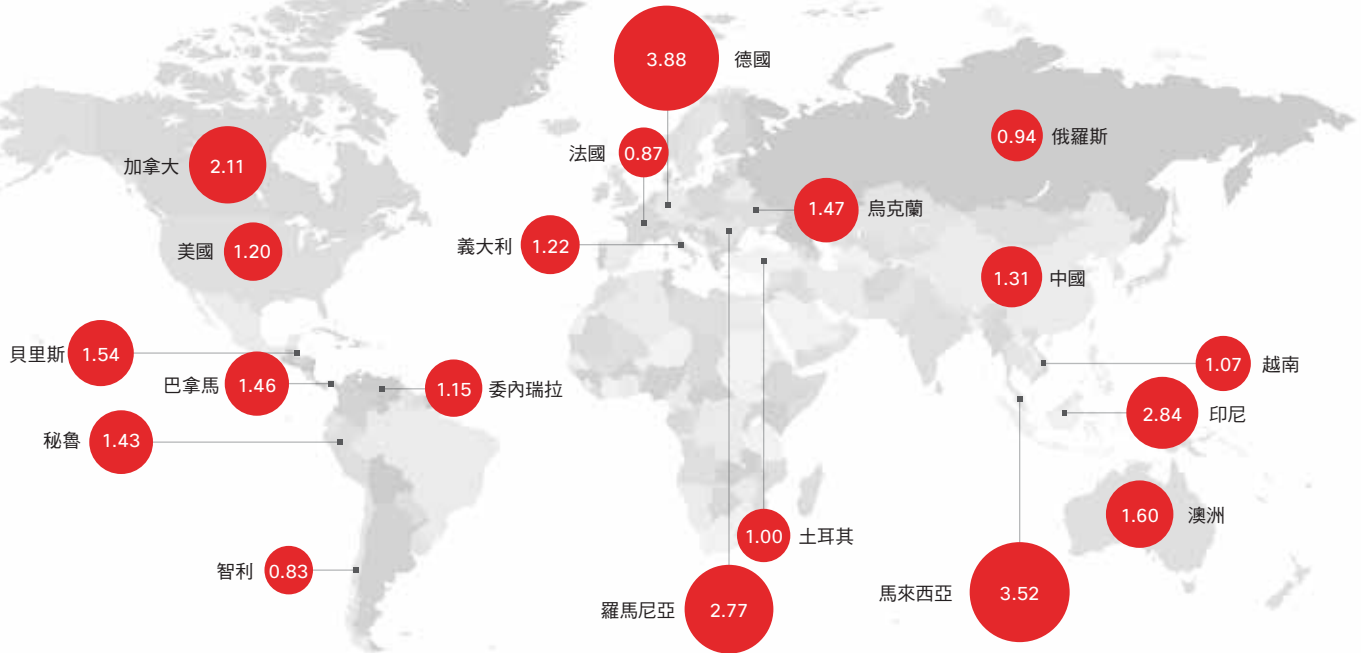 3.88 德國
法國 0.87
0.94 俄羅斯
加拿大 2.11
1.47 烏克蘭
美國 1.20
義大利 1.22
1.31 中國
貝里斯 1.54
1.07 越南
巴拿馬 1.46
1.15 委內瑞拉
2.84 印尼
秘魯 1.43
1.60 澳洲
1.00 土耳其
智利 0.83
馬來西亞 3.52
羅馬尼亞 2.77